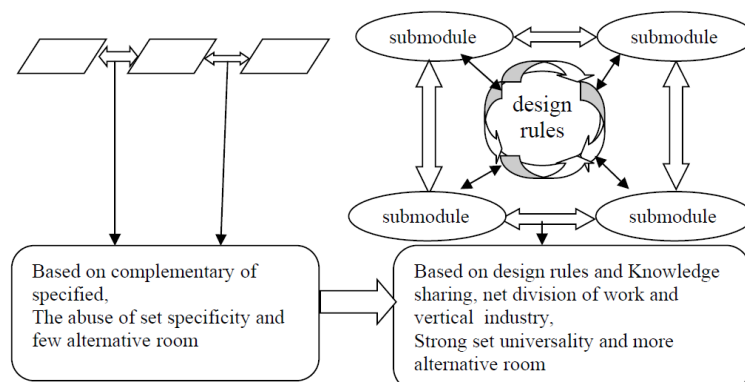 submodule
submodule
design
rules
submodule
submodule
Based on complementary of
specified,
The abuse of set specificity and
few alternative room
Based on design rules and Knowledge
sharing, net division of work and
vertical industry,
Strong set universality and more
alternative room